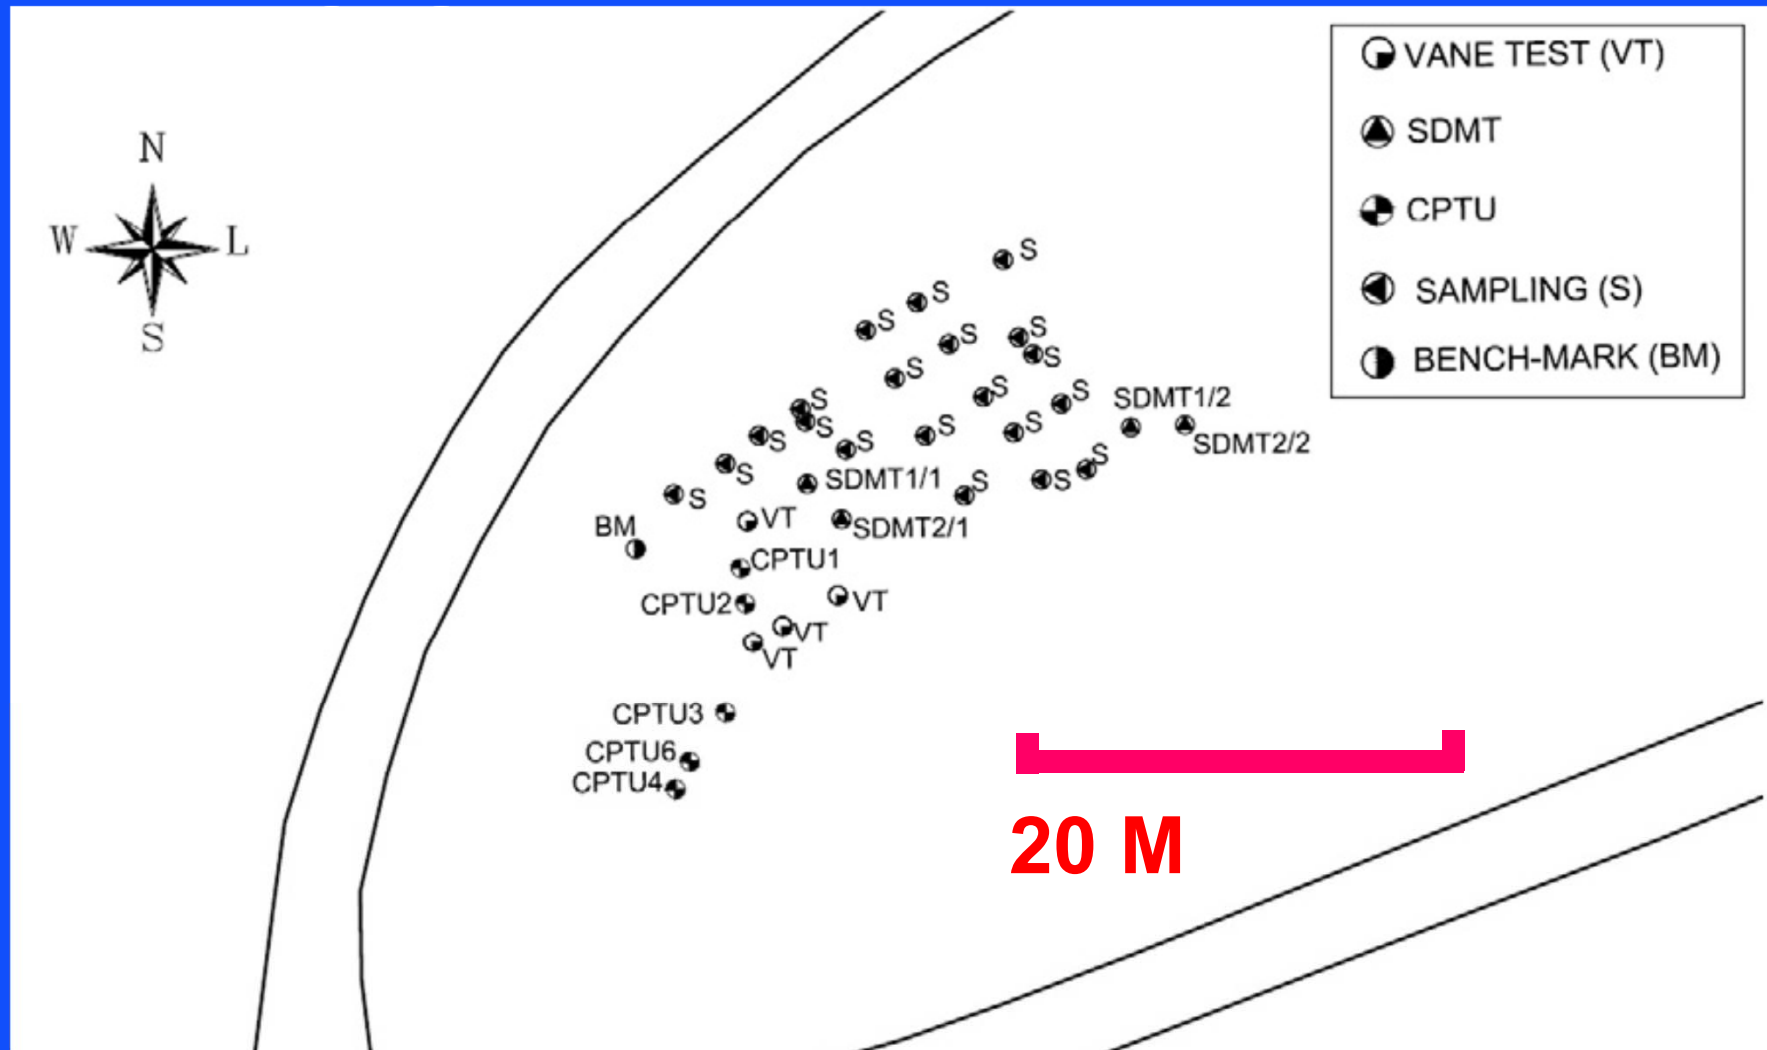 VANE TEST (VT)
SDMT
CPTU
SAMPLING (S)
BENCH-MARK (BM)
N
W
L
S
S
S
S
S
S
S
S
S
S
S
SDMT1/2
S
S
S
S
S
SDMT2/2
S
S
S
S
SDMT1/1
S
S
VT
BM
SDMT2/1
CPTU1
CPTU2
VT
VT
VT
CPTU3
CPTU6
CPTU4
20 M